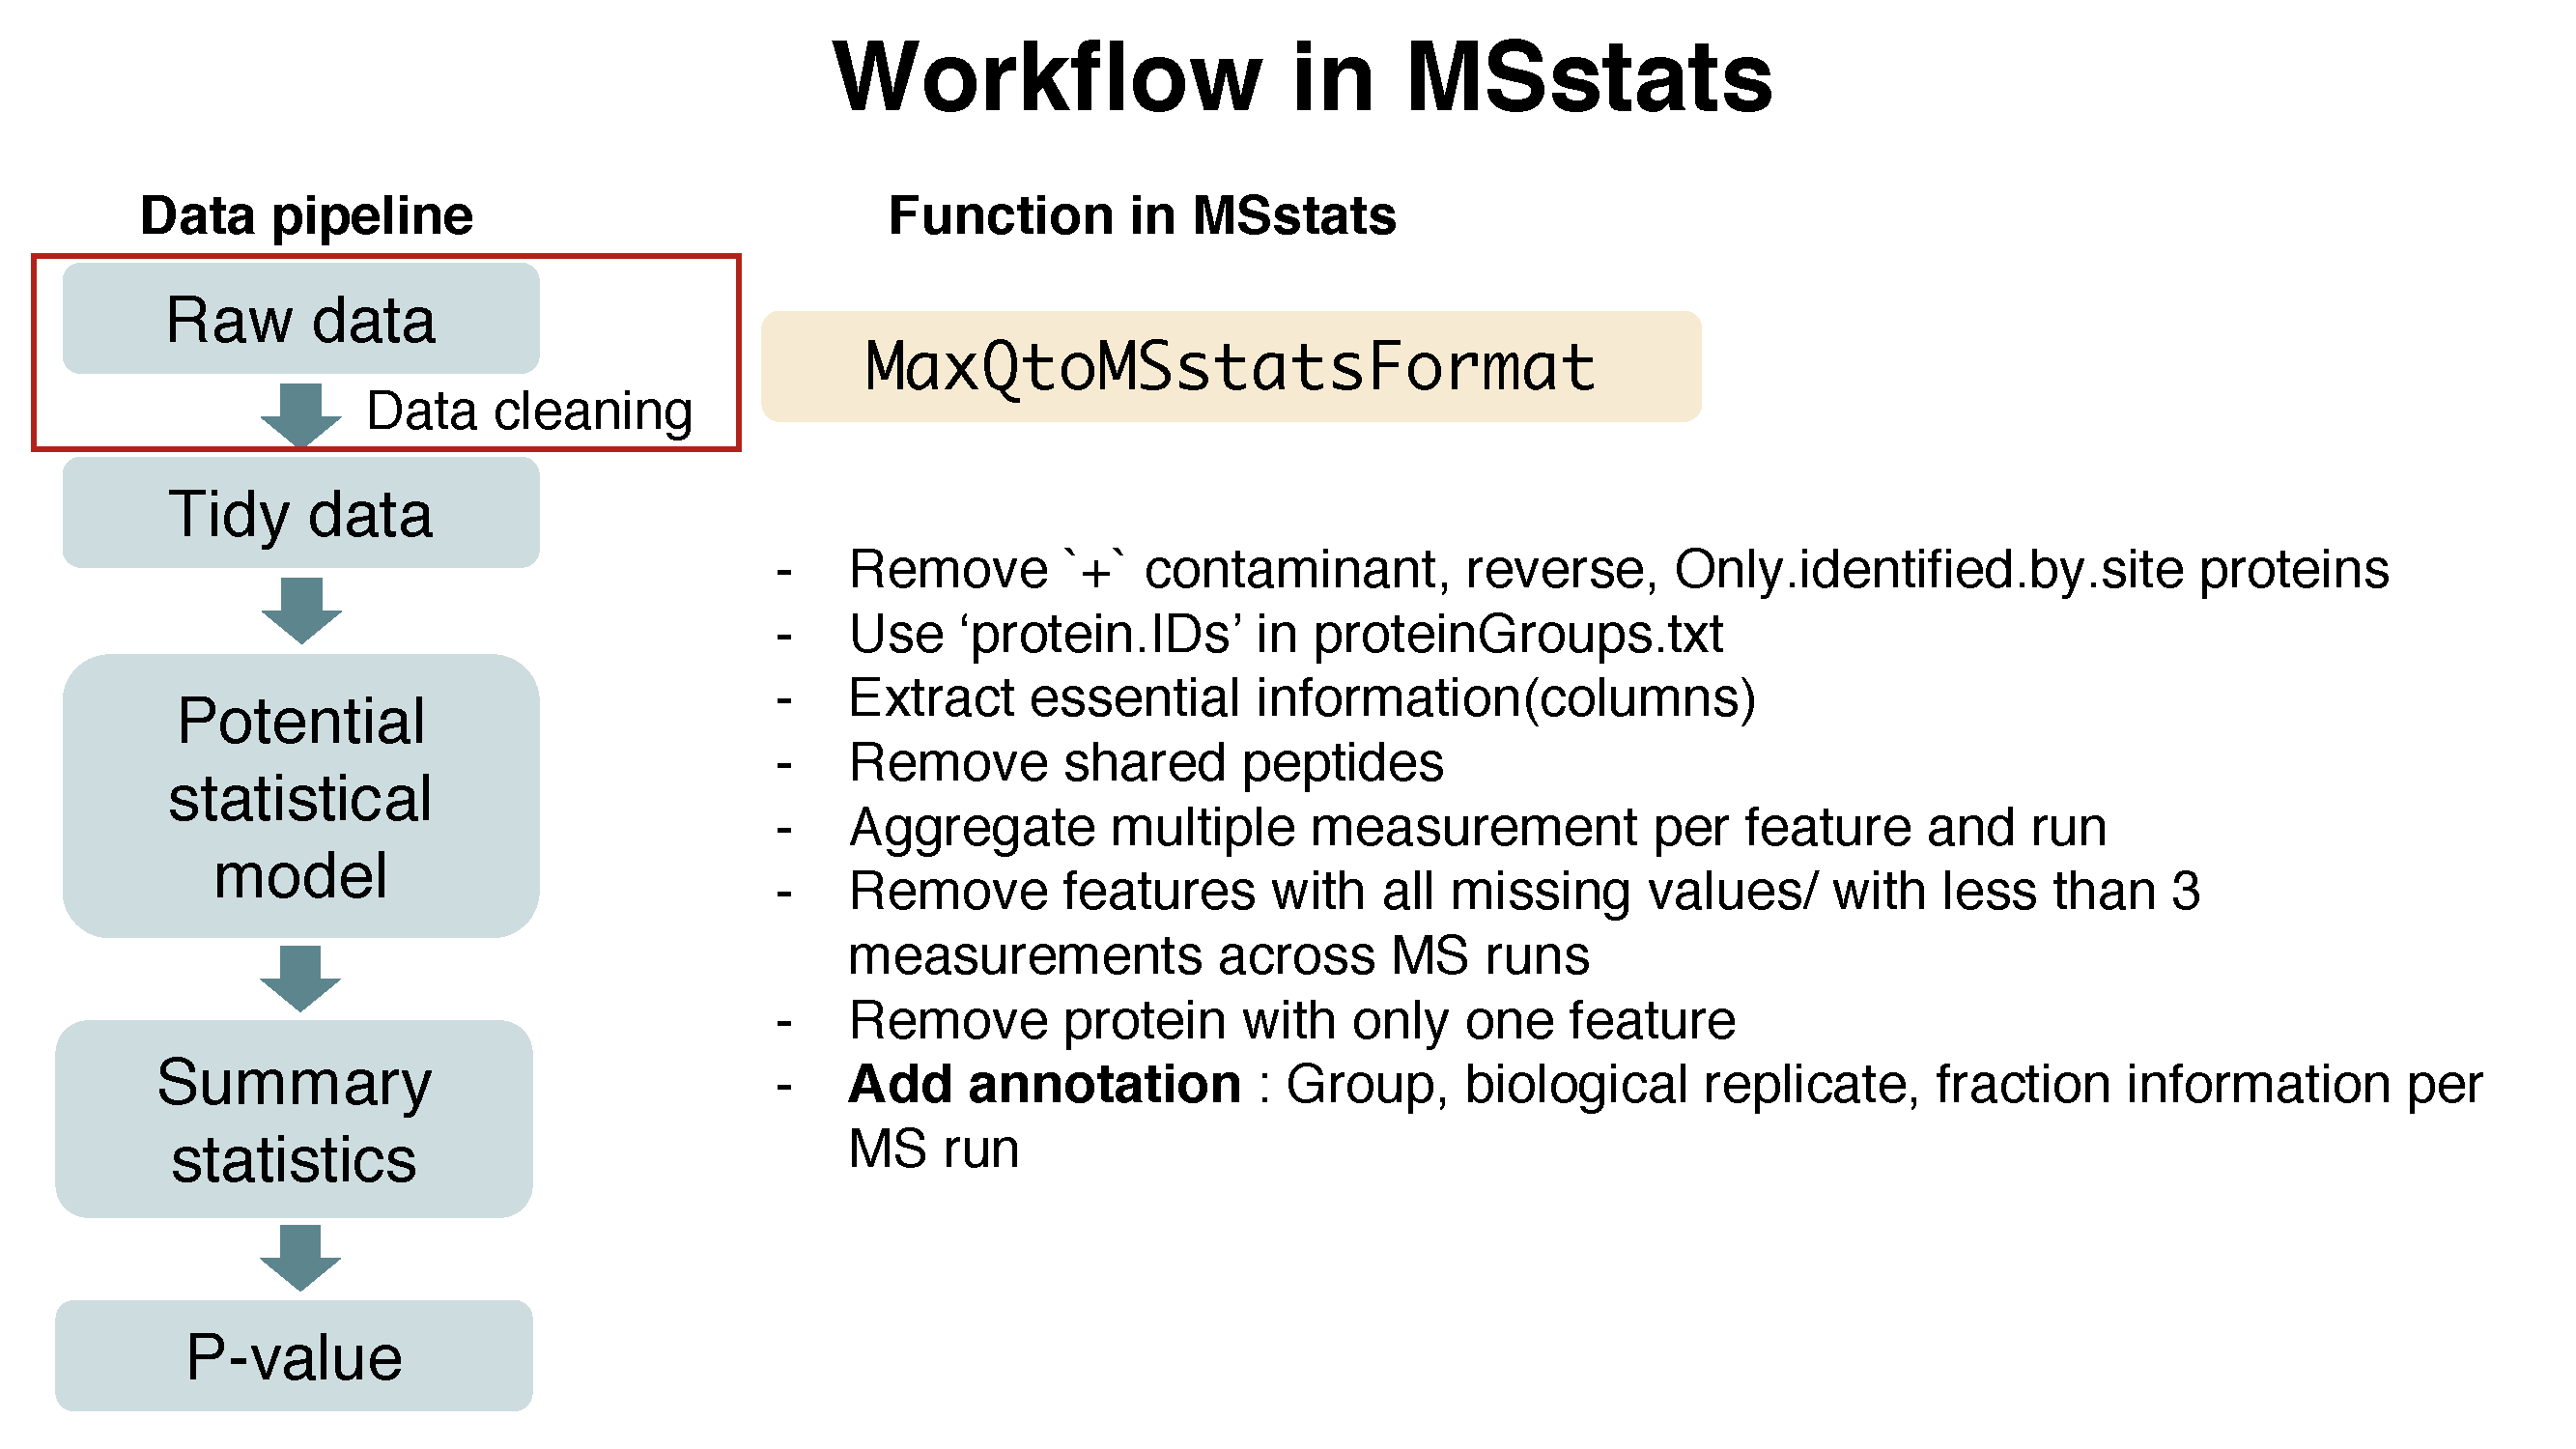 Workflow in MSstats
Data pipeline
Raw data
Data cleaning
Tidy data
Potential
statistical
model
Summary
statistics
P-value
Function in MSstats
MaxQtoMSstatsFormat
- Remove `+` contaminant, reverse, Only.identified.by.site proteins
- Use ‘protein.IDs’ in proteinGroups.txt
- Extract essential information(columns)
- Remove shared peptides
- Aggregate multiple measurement per feature and run
- Remove features with all missing values/ with less than 3
measurements across MS runs
- Remove protein with only one feature
- Add annotation : Group, biological replicate, fraction information per
MS run